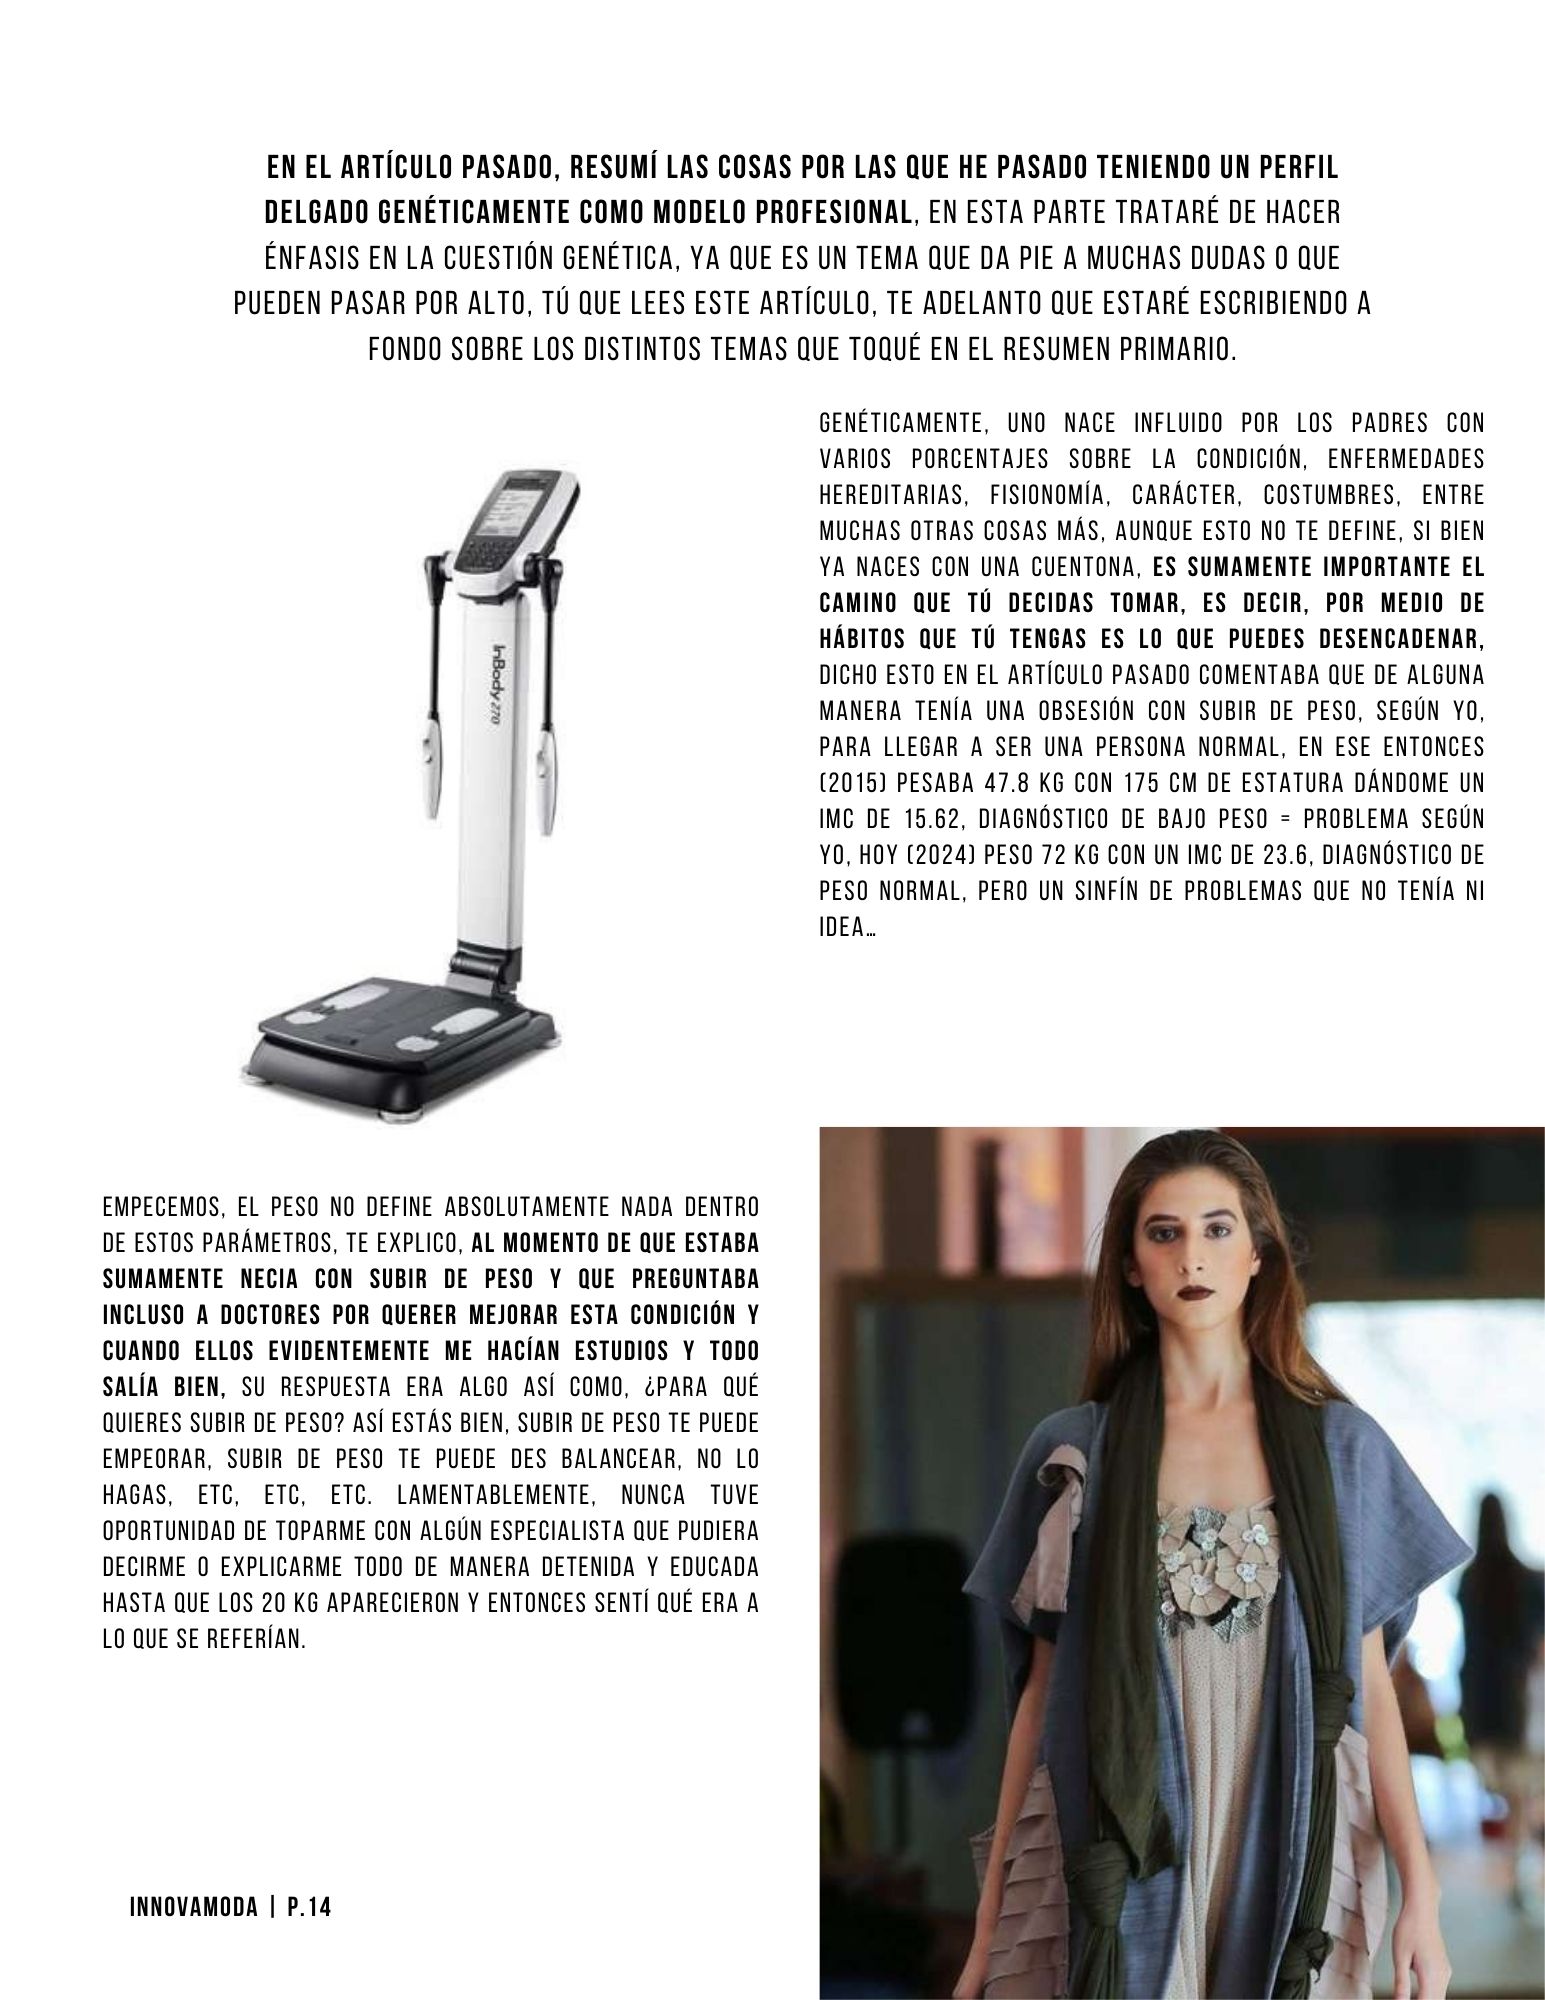 EN EL ARTÍCULO PASADO, RESUMÍ LAS COSAS POR LAS QUE HE PASADO TENIENDO UN PERFIL
DELGADO GENÉTICAMENTE COMO MODELO PROFESIONAL, EN ESTA PARTE TRATARÉ DE HACER
ÉNFASIS EN LA CUESTIÓN GENÉTICA, YA QUE ES UN TEMA QUE DA PIE A MUCHAS DUDAS O QUE
PUEDEN PASAR POR ALTO, TÚ QUE LEES ESTE ARTÍCULO, TE ADELANTO QUE ESTARÉ ESCRIBIENDO A
FONDO SOBRE LOS DISTINTOS TEMAS QUE TOQUÉ EN EL RESUMEN PRIMARIO.
GENÉTICAMENTE, UNO NACE INFLUIDO POR LOS PADRES CON
VARIOS PORCENTAJES SOBRE LA CONDICIÓN, ENFERMEDADES
HEREDITARIAS, FISIONOMÍA, CARÁCTER, COSTUMBRES, ENTRE
MUCHAS OTRAS COSAS MÁS, AUNQUE ESTO NO TE DEFINE, SI BIEN
YA NACES CON UNA CUENTONA, ES SUMAMENTE IMPORTANTE EL
CAMINO QUE TÚ DECIDAS TOMAR, ES DECIR, POR MEDIO DE
HÁBITOS QUE TÚ TENGAS ES LO QUE PUEDES DESENCADENAR,
DICHO ESTO EN EL ARTÍCULO PASADO COMENTABA QUE DE ALGUNA
MANERA TENÍA UNA OBSESIÓN CON SUBIR DE PESO, SEGÚN YO,
PARA LLEGAR A SER UNA PERSONA NORMAL, EN ESE ENTONCES
(2015) PESABA 47.8 KG CON 175 CM DE ESTATURA DÁNDOME UN
IMC DE 15.62, DIAGNÓSTICO DE BAJO PESO = PROBLEMA SEGÚN
YO, HOY (2024) PESO 72 KG CON UN IMC DE 23.6, DIAGNÓSTICO DE
PESO NORMAL, PERO UN SINFÍN DE PROBLEMAS QUE NO TENÍA NI
IDEA…
InBody 270
EMPECEMOS, EL PESO NO DEFINE ABSOLUTAMENTE NADA DENTRO
DE ESTOS PARÁMETROS, TE EXPLICO, AL MOMENTO DE QUE ESTABA
SUMAMENTE NECIA CON SUBIR DE PESO Y QUE PREGUNTABA
INCLUSO A DOCTORES POR QUERER MEJORAR ESTA CONDICIÓN Y
CUANDO ELLOS EVIDENTEMENTE ME HACÍAN ESTUDIOS Y TODO
SALÍA BIEN, SU RESPUESTA ERA ALGO ASÍ COMO, ¿PARA QUÉ
QUIERES SUBIR DE PESO? ASÍ ESTÁS BIEN, SUBIR DE PESO TE PUEDE
EMPEORAR, SUBIR DE PESO TE PUEDE DES BALANCEAR, NO LO
HAGAS, ETC, ETC, ETC. LAMENTABLEMENTE, NUNCA TUVE
OPORTUNIDAD DE TOPARME CON ALGÚN ESPECIALISTA QUE PUDIERA
DECIRME O EXPLICARME TODO DE MANERA DETENIDA Y EDUCADA
HASTA QUE LOS 20 KG APARECIERON Y ENTONCES SENTÍ QUÉ ERA A
LO QUE SE REFERÍAN.
INNOVAMODA | P.14